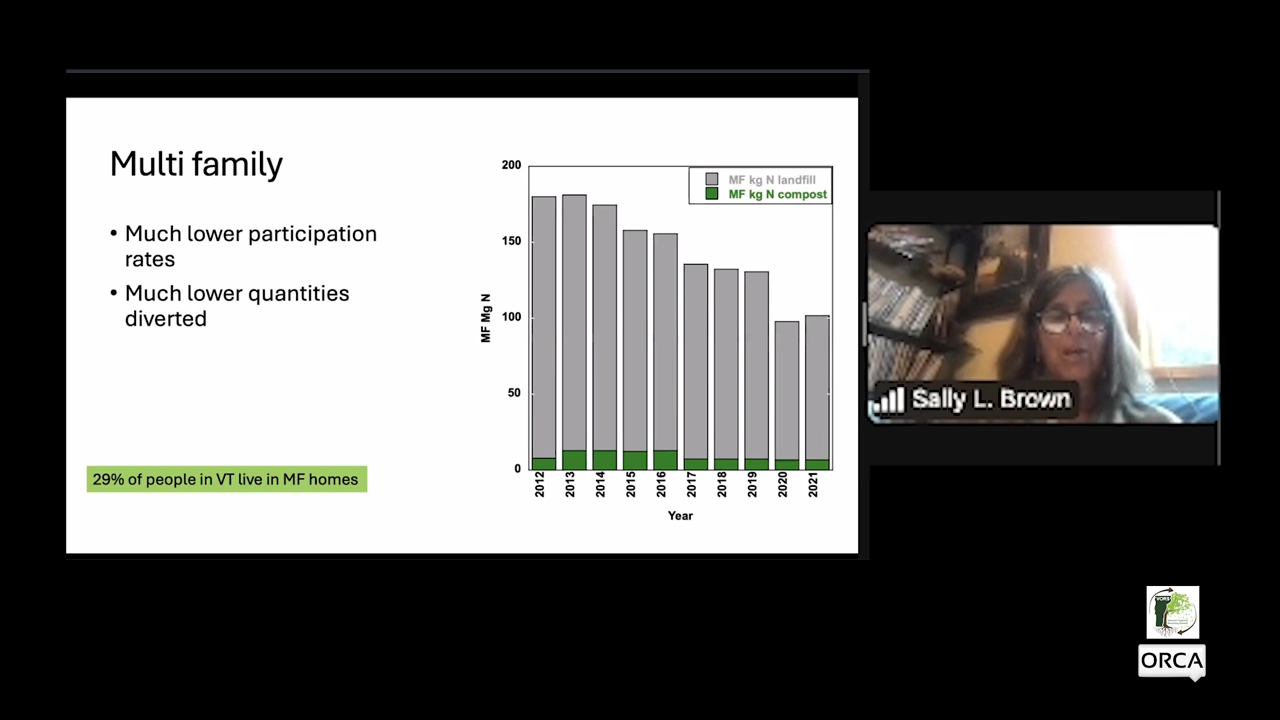 Multi family
• Much lower participation
rates
• Much lower quantities
diverted
29% of people in VT live in MF homes
MF kg N landfill
MF kg N compost
MF Mg N
200
150
100
50
0
2012
2013
2014
2015
2016
2017
2018
2019
2020
2021
Year
Sally L. Brown
ORCA